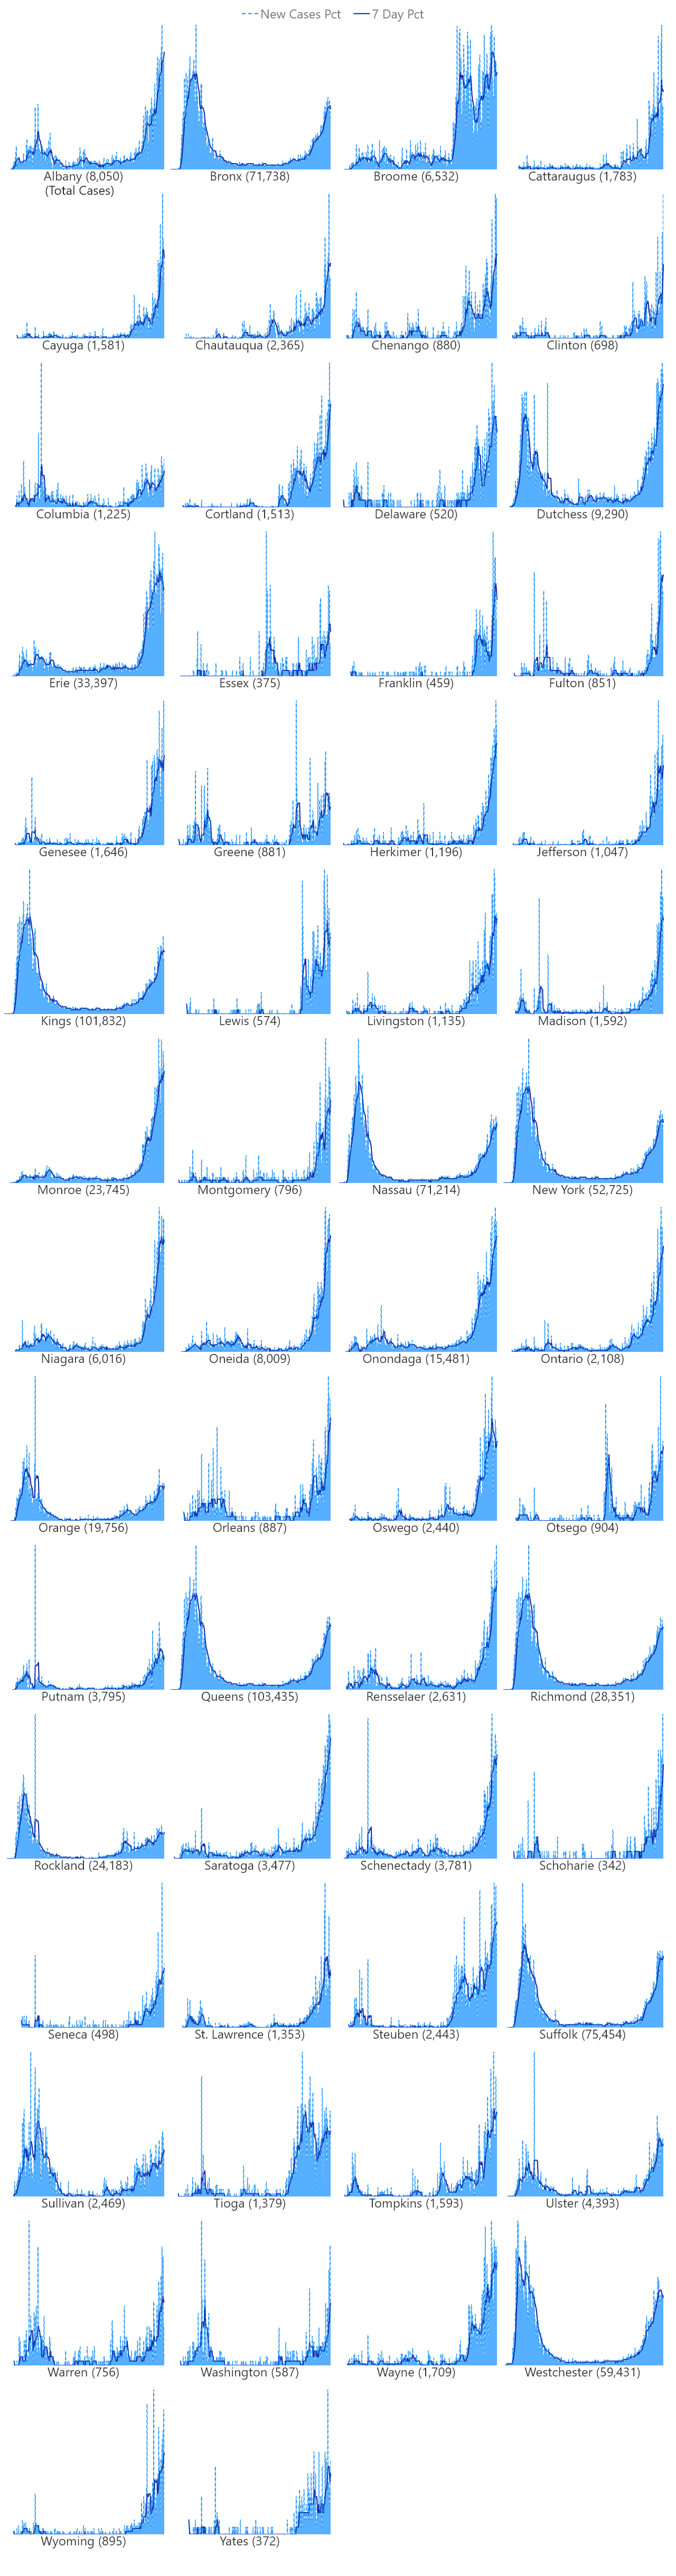 New Cases Pct 7 Day Pct
Albany (8,050) Bronx (71,738) Broome (6,532) Cattaraugus (1,783)
(Total Cases)
Cayuga (1,581) Chautauqua (2,365) Chenango (880) Clinton (698)
Columbia (1,225) Cortland (1,513) Delaware (520) Dutchess (9,290)
Erie (33,397) Essex (375) Franklin (459) Fulton (851)
Genesee (1,646) Greene (881) Herkimer (1,196) Jefferson (1,047)
Kings (101,832) Lewis (574) Livingston (1,135) Madison (1,592)
Monroe (23,745) Montgomery (796) Nassau (71,214) New York (52,725)
Niagara (6,016) Oneida (8,009) Onondaga (15,481) Ontario (2,108)
Orange (19,756) Orleans (887) Oswego (2,440) Otsego (904)
Putnam (3,795) Queens (103,435) Rensselaer (2,631) Richmond (28,351)
Rockland (24,183) Saratoga (3,477) Schenectady (3,781) Schoharie (342)
Seneca (498) St. Lawrence (1,353) Steuben (2,443) Suffolk (75,454)
Sullivan (2,469) Tioga (1,379) Tompkins (1,593) Ulster (4,393)
Warren (756) Washington (587) Wayne (1,709) Westchester (59,431)
Wyoming (895) Yates (372)